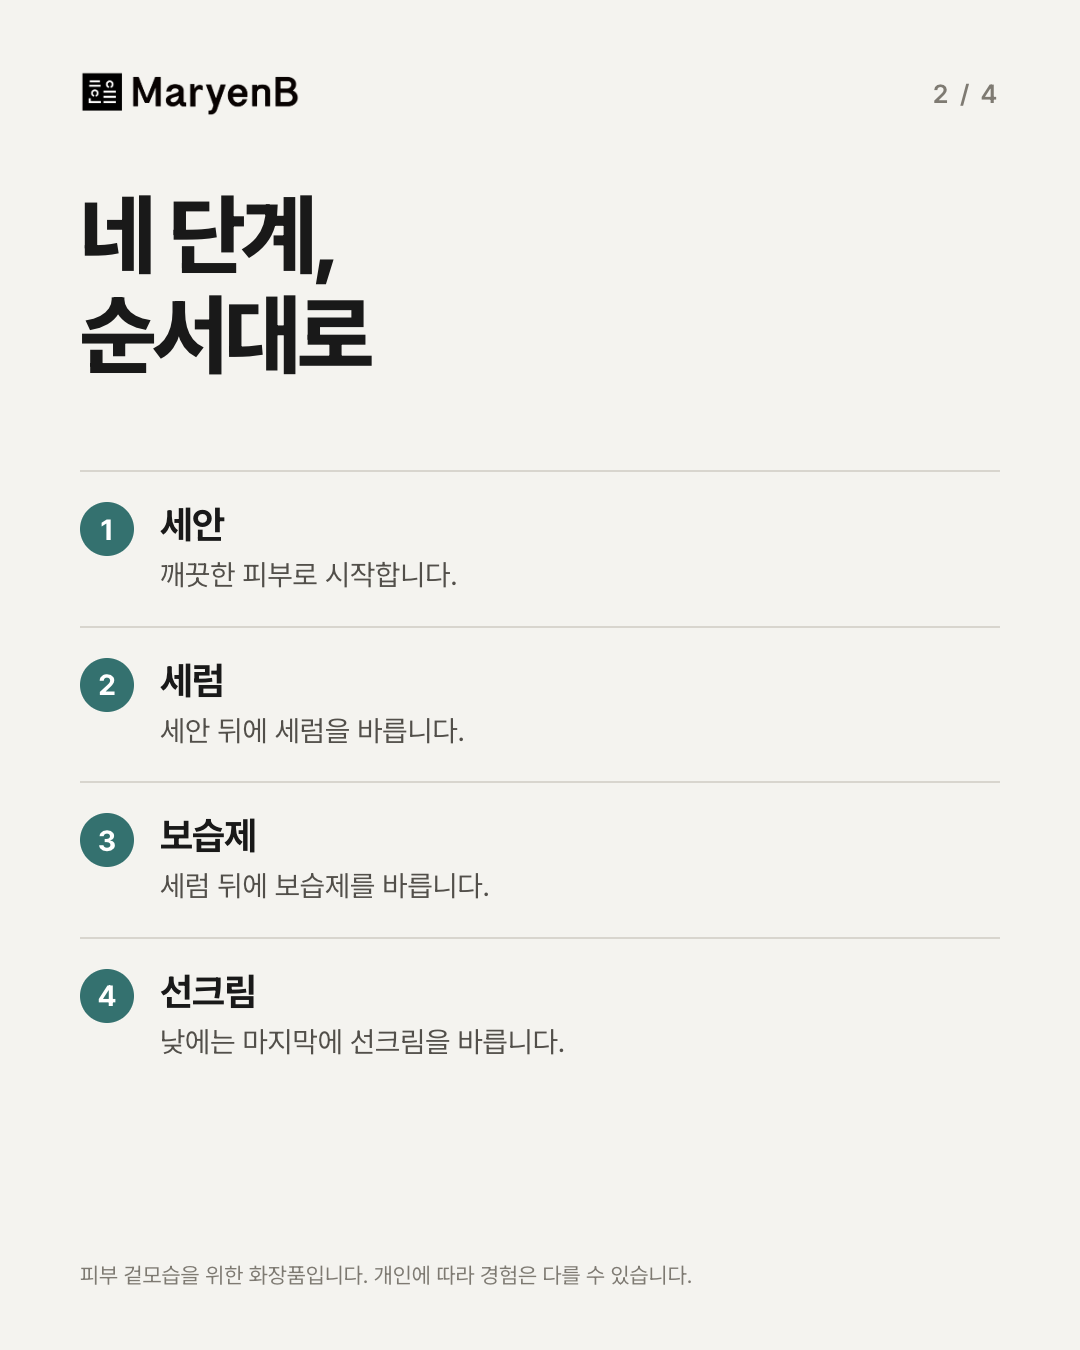 MaryenB
2 / 4
네 단계,
순서대로
1
세안
깨끗한 피부로 시작합니다.
2
세럼
세안 뒤에 세럼을 바릅니다.
3
보습제
세럼 뒤에 보습제를 바릅니다.
4
선크림
낮에는 마지막에 선크림을 바릅니다.
피부 겉모습을 위한 화장품입니다. 개인에 따라 경험은 다를 수 있습니다.